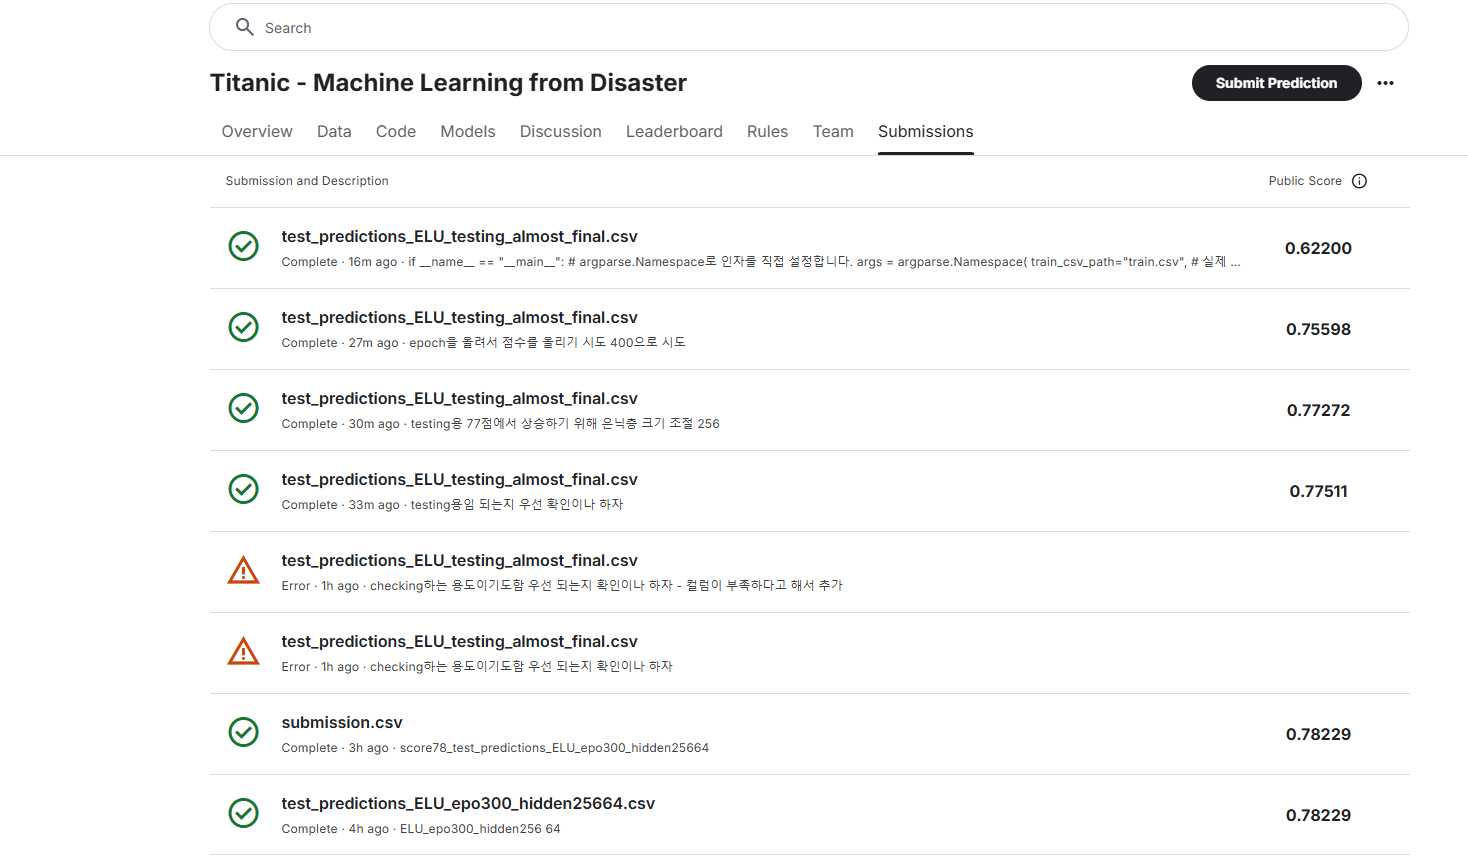 Search
Titanic - Machine Learning from Disaster
Submit Prediction
Overview Data Code Models Discussion Leaderboard Rules Team Submissions
Submission and Description Public Score
test_predictions_ELU_testing_almost_final.csv
Complete · 16m ago · if __name__ == "__main__": # argparse.Namespace로 인자를 직접 설정합니다. args = argparse.Namespace( train_csv_path="train.csv", # 실제 ...
0.62200
test_predictions_ELU_testing_almost_final.csv
Complete · 27m ago · epoch을 올려서 점수를 올리기 시도 400으로 시도
0.75598
test_predictions_ELU_testing_almost_final.csv
Complete · 30m ago · testing용 77점에서 상승하기 위해 은닉층 크기 조절 256
0.77272
test_predictions_ELU_testing_almost_final.csv
Complete · 33m ago · testing용임 되는지 우선 확인이나 하자
0.77511
test_predictions_ELU_testing_almost_final.csv
Error · 1h ago · checking하는 용도이기도함 우선 되는지 확인이나 하자 - 컬럼이 부족하다고 해서 추가
test_predictions_ELU_testing_almost_final.csv
Error · 1h ago · checking하는 용도이기도함 우선 되는지 확인이나 하자
submission.csv
Complete · 3h ago · score78_test_predictions_ELU_epo300_hidden25664
0.78229
test_predictions_ELU_epo300_hidden25664.csv
Complete · 4h ago · ELU_epo300_hidden256 64
0.78229